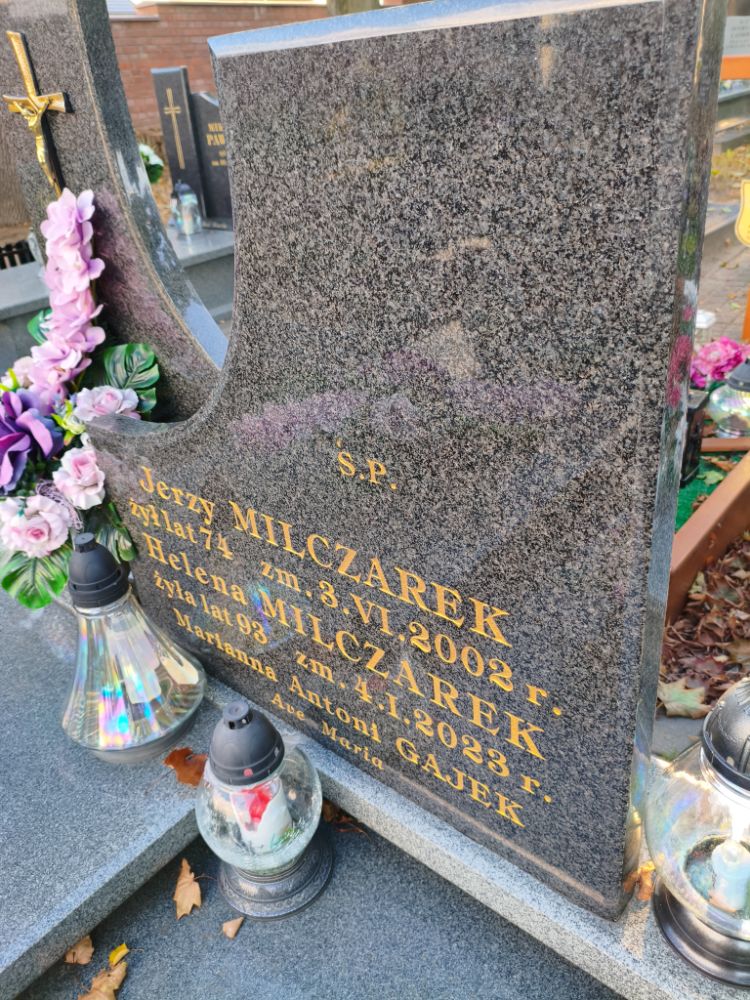 Ś.P.
Jerzy MILCZAREK
żył lat 74 zm. 3.VI.2002 r.
Helena MILCZAREK
żyła lat 93 zm. 4.I.2023 r.
Marianna Antoni GAJEK
Ave Maria